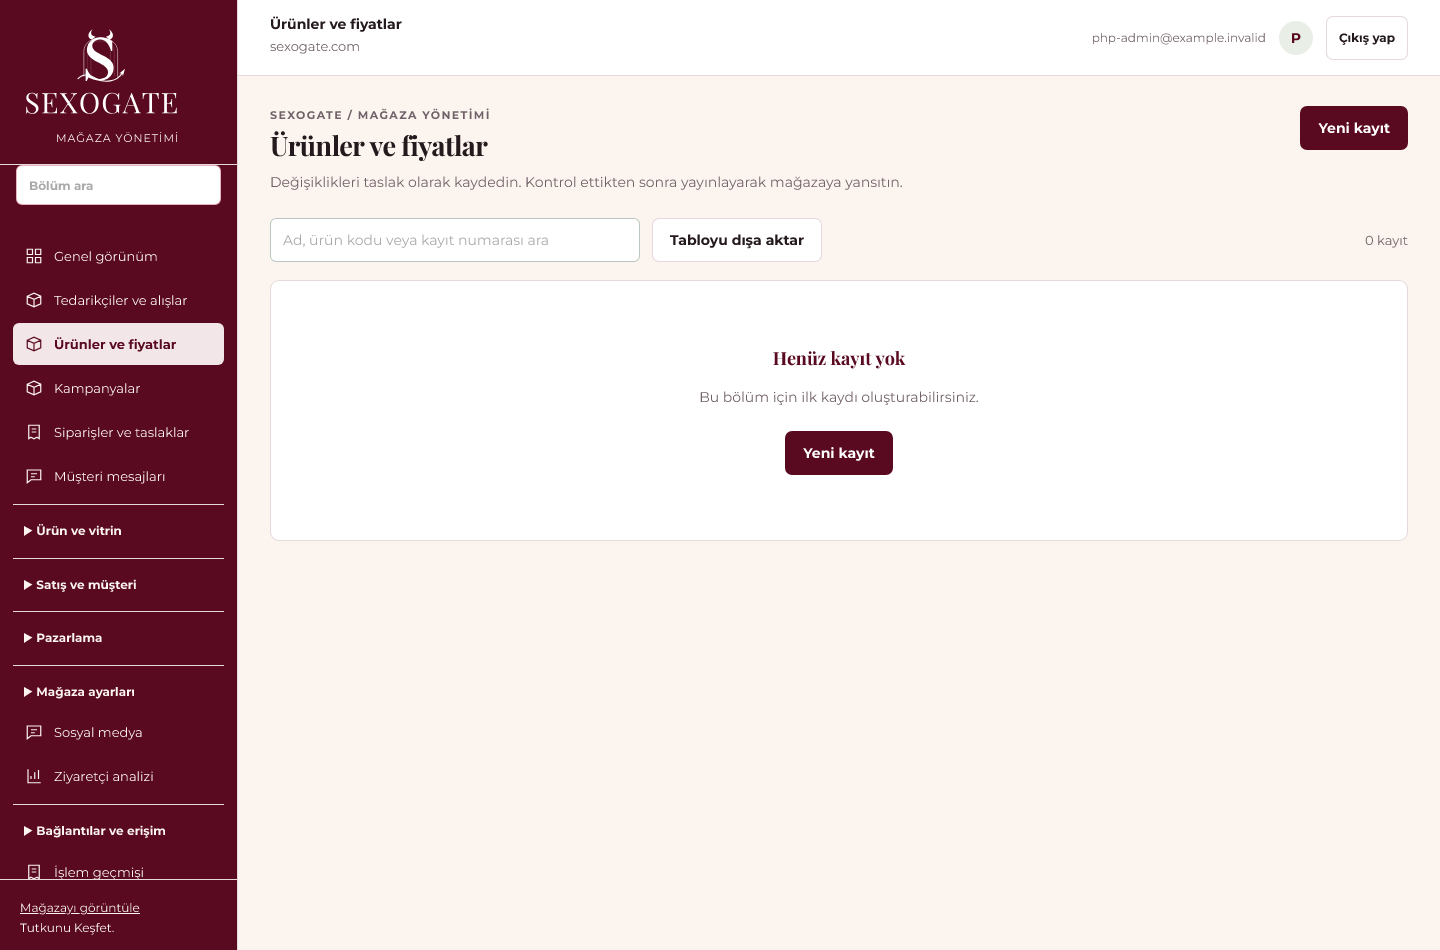 SEXOGATE
MAĞAZA YÖNETİMİ
Bölüm ara
Genel görünüm
Tedarikçiler ve alışlar
Ürünler ve fiyatlar
Kampanyalar
Siparişler ve taslaklar
Müşteri mesajları
Ürün ve vitrin
Satış ve müşteri
Pazarlama
Mağaza ayarları
Sosyal medya
Ziyaretçi analizi
Bağlantılar ve erişim
İşlem geçmişi
Mağazayı görüntüle
Tutkunu Keşfet.
Ürünler ve fiyatlar
sexogate.com
php-admin@example.invalid
P
Çıkış yap
SEXOGATE / MAĞAZA YÖNETİMİ
Ürünler ve fiyatlar
Değişiklikleri taslak olarak kaydedin. Kontrol ettikten sonra yayınlayarak mağazaya yansıtın.
Yeni kayıt
Ad, ürün kodu veya kayıt numarası ara
Tabloyu dışa aktar
0 kayıt
Henüz kayıt yok
Bu bölüm için ilk kaydı oluşturabilirsiniz.
Yeni kayıt